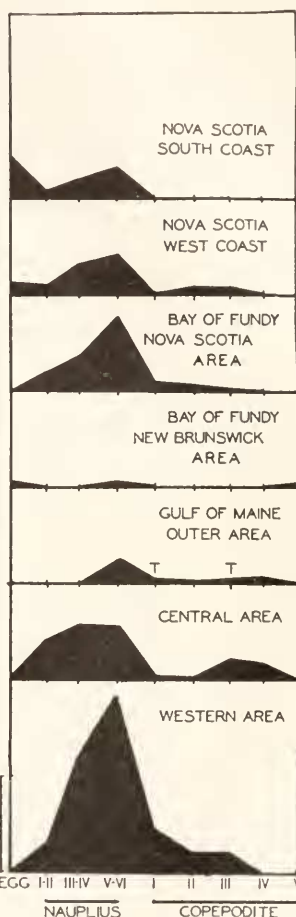 NOVA SCOTIA
SOUTH COAST
NOVA SCOTIA
WEST COAST
BAY OF FUNDY
NOVA SCOTIA
AREA
BAY OF FUNDY
NEW BRUNSWICK
AREA
GULF OF MAINE
OUTER AREA
T T
CENTRAL AREA
WESTERN AREA
EGG I-II III-IV V-VI I II III IV V
NAUPLIUS COPEPODITE